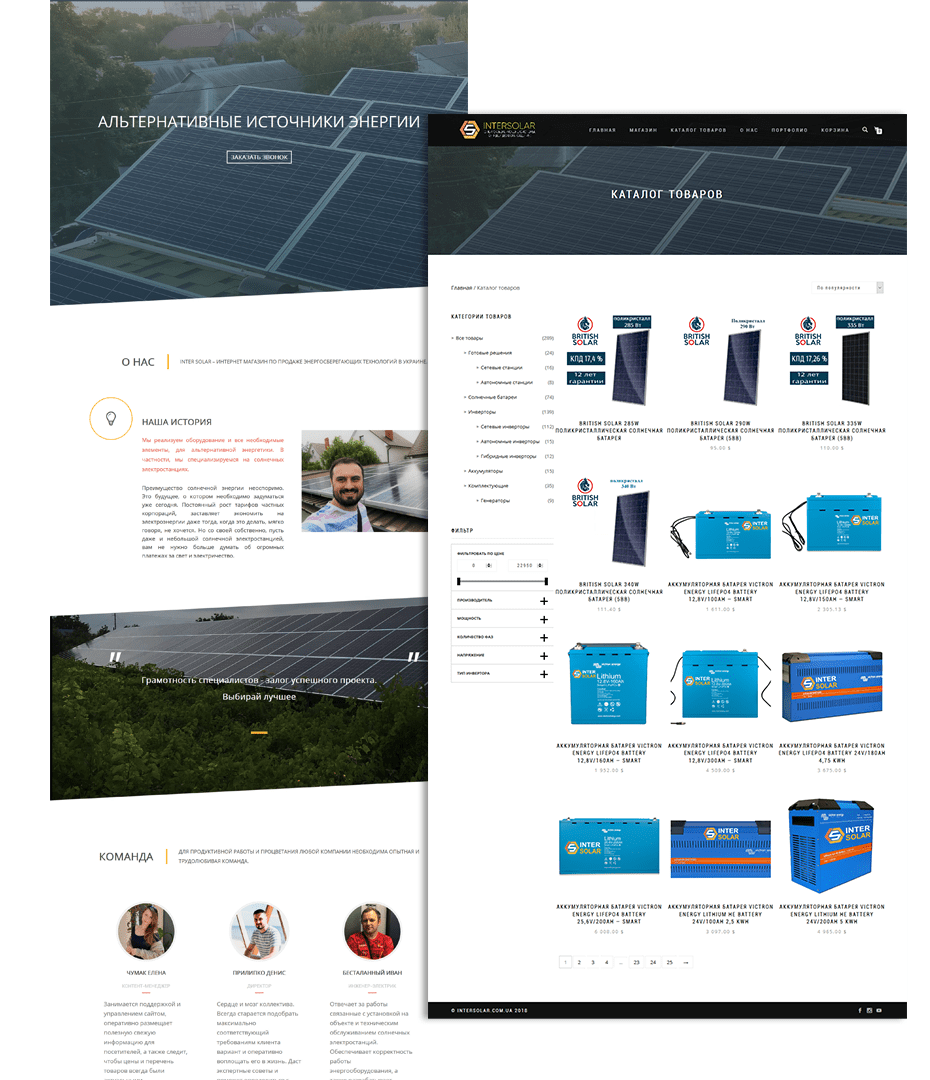 АЛЬТЕРНАТИВНЫЕ ИСТОЧНИКИ ЭНЕРГИИ
ЗАКАЗАТЬ ЗВОНОК
О НАС
INTER SOLAR – ИНТЕРНЕТ МАГАЗИН ПО ПРОДАЖЕ ЭНЕРГОСБЕРЕГАЮЩИХ ТЕХНОЛОГИЙ В УКРАИНЕ.
НАША ИСТОРИЯ
Мы реализуем оборудование и все необходимые
элементы, для альтернативной энергетики. В
частности, мы специализируемся на солнечных
электростанциях.
Преимущество солнечной энергии неоспоримо.
Это будущее, о котором необходимо задуматься
уже сегодня. Постоянный рост тарифов частных
корпораций, заставляет экономить на
электроэнергии даже тогда, когда это делать, мягко
говоря, не хочется. Но со своей собственно, пусть
даже и небольшой солнечной электростанцией,
вам не нужно больше думать об огромных
платежах за свет и электричество.
" "
Грамотность специалистов - залог успешного проекта.
Выбирай лучшее
КОМАНДА
ДЛЯ ПРОДУКТИВНОЙ РАБОТЫ И ПРОЦВЕТАНИЯ ЛЮБОЙ КОМПАНИИ НЕОБХОДИМА ОПЫТНАЯ И
ТРУДОЛЮБИВАЯ КОМАНДА.
ЧУМАК ЕЛЕНА
КОНТЕНТ-МЕНЕДЖЕР
Занимается поддержкой и
управлением сайтом,
оперативно размещает
полезную свежую
информацию для
посетителей, а также следит,
чтобы цены и перечень
товаров всегда были
ПРИЛИПКО ДЕНИС
ДИРЕКТОР
Сердце и мозг коллектива.
Всегда старается подобрать
максимально
соответствующий
требованиям клиента
вариант и оперативно
воплощать его в жизнь. Даст
экспертные советы и
БЕСТАЛАННЫЙ ИВАН
ИНЖЕНЕР-ЭЛЕКТРИК
Отвечает за работы
связанные с установкой на
объекте и техническим
обслуживанием солнечных
электростанций.
Обеспечивает корректность
работы
энергооборудования, а
INTERSOLAR
ГЛАВНАЯ МАГАЗИН КАТАЛОГ ТОВАРОВ О НАС ПОРТФОЛИО КОРЗИНА
КАТАЛОГ ТОВАРОВ
Главная / Каталог товаров
По популярности
КАТЕГОРИИ ТОВАРОВ
Все товары (289)
Готовые решения (24)
Сетевые станции (16)
Автономные станции (8)
Солнечные батареи (74)
Инверторы (139)
Сетевые инверторы (112)
Автономные инверторы (15)
Гибридные инверторы (12)
Аккумуляторы (15)
Комплектующие (35)
Генераторы (9)
ФИЛЬТР
ФИЛЬТРОВАТЬ ПО ЦЕНЕ
0 ($) 22950 ($)
ПРОИЗВОДИТЕЛЬ +
МОЩНОСТЬ +
КОЛИЧЕСТВО ФАЗ +
НАПРЯЖЕНИЕ +
ТИП ИНВЕРТОРА +
BRITISH SOLAR
поликристалл
285 Вт
КПД 17,4 %
12 лет
гарантии
BRITISH SOLAR 285W
ПОЛИКРИСТАЛЛИЧЕСКАЯ СОЛНЕЧНАЯ
БАТАРЕЯ
BRITISH SOLAR
Поликристалл
290 Вт
BRITISH SOLAR 290W
ПОЛИКРИСТАЛЛИЧЕСКАЯ СОЛНЕЧНАЯ
БАТАРЕЯ (5BB)
95.00 $
BRITISH SOLAR
поликристалл
335 Вт
КПД 17,26 %
12 лет
гарантии
BRITISH SOLAR 335W
ПОЛИКРИСТАЛЛИЧЕСКАЯ СОЛНЕЧНАЯ
БАТАРЕЯ (5BB)
110.00 $
BRITISH SOLAR
поликристалл
340 Вт
BRITISH SOLAR 340W
ПОЛИКРИСТАЛЛИЧЕСКАЯ СОЛНЕЧНАЯ
БАТАРЕЯ (5BB)
111.40 $
INTER SOLAR
АККУМУЛЯТОРНАЯ БАТАРЕЯ VICTRON
ENERGY LIFEPO4 BATTERY
12,8V/100AH – SMART
1 611.00 $
INTER SOLAR
АККУМУЛЯТОРНАЯ БАТАРЕЯ VICTRON
ENERGY LIFEPO4 BATTERY
12,8V/150AH – SMART
INTER SOLAR
Lithium
АККУМУЛЯТОРНАЯ БАТАРЕЯ VICTRON
ENERGY LIFEPO4 BATTERY
12,8V/160AH – SMART
1 952.00 $
INTER SOLAR
Lithium
АККУМУЛЯТОРНАЯ БАТАРЕЯ VICTRON
ENERGY LIFEPO4 BATTERY
12,8V/300AH – SMART
4 509.00 $
INTER SOLAR
АККУМУЛЯТОРНАЯ БАТАРЕЯ VICTRON
ENERGY LIFEPO4 BATTERY 24V/180AH
4,75 KWH
INTER SOLAR
Lithium
АККУМУЛЯТОРНАЯ БАТАРЕЯ VICTRON
ENERGY LIFEPO4 BATTERY
25,6V/200AH – SMART
INTER SOLAR
АККУМУЛЯТОРНАЯ БАТАРЕЯ VICTRON
ENERGY LITHIUM HE BATTERY
24V/100AH 2,5 KWH
INTER SOLAR
АККУМУЛЯТОРНАЯ БАТАРЕЯ VICTRON
ENERGY LITHIUM HE BATTERY
24V/200AH 5 KWH
1 2 3 4 ... 23 24 25 →
© INTERSOLAR.COM.UA 2018